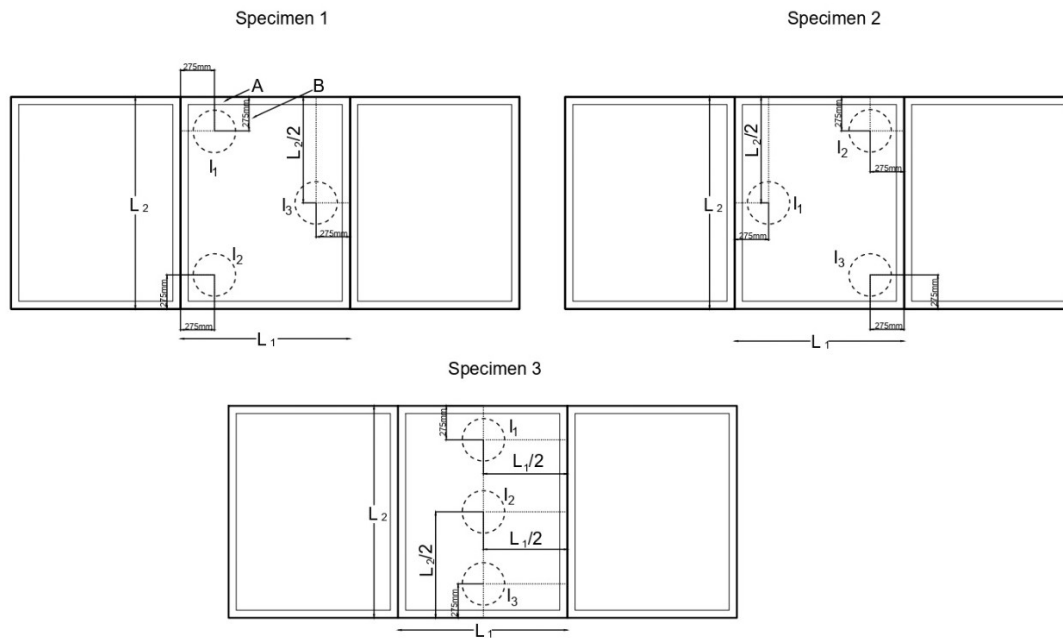 Specimen 1
275mm
A
B
275mm
I1
L2/2
L2
I3
I2
275mm
275mm
275mm
L1
Specimen 2
275mm
L2/2
I2
275mm
L2
I1
275mm
I3
275mm
275mm
L1
Specimen 3
275mm
I1
L1/2
L2
I2
L2/2
L1/2
275mm
I3
L1